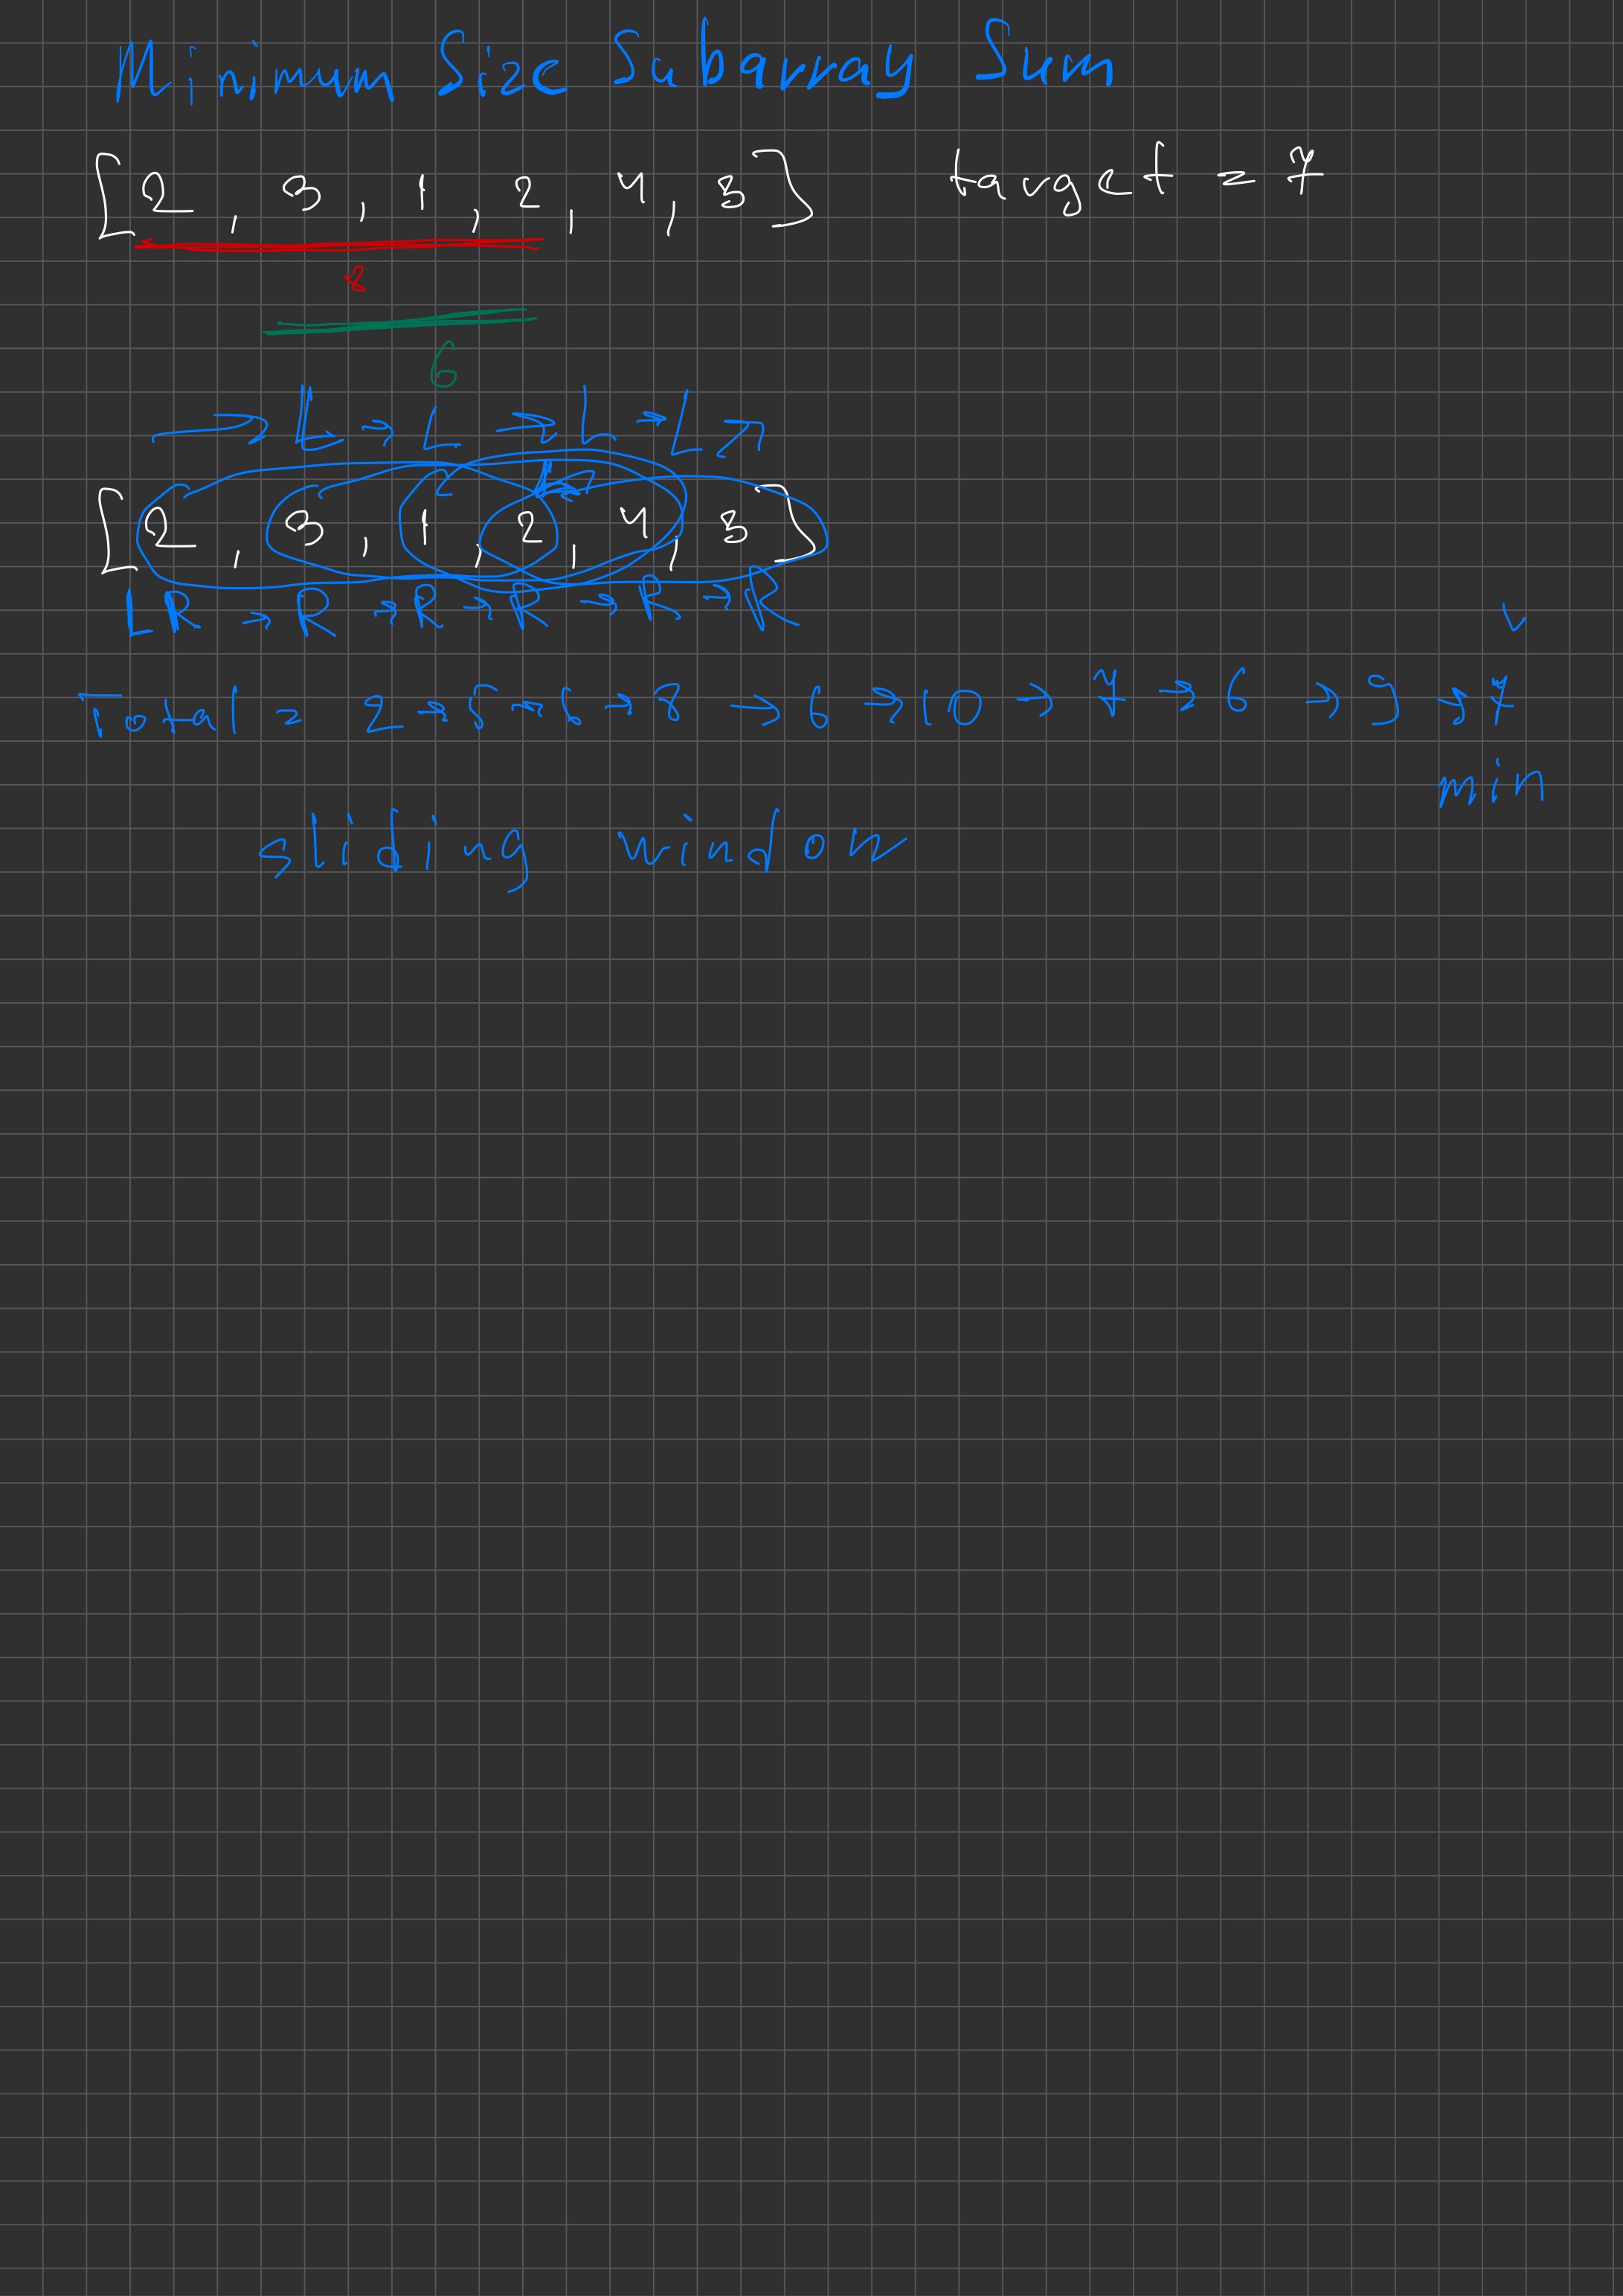 Minimum Size Subarray Sum
[2, 3, 1, 2, 4, 3] target = 7
8
6
→ L → L → L → L →
[2, 3, 1, 2, 4, 3]
L R → R → R → R → R → R
Total = 2 → 5 → 6 → 8 → 6 → 10 → 7 → 6 → 9 → 7
min
sliding window